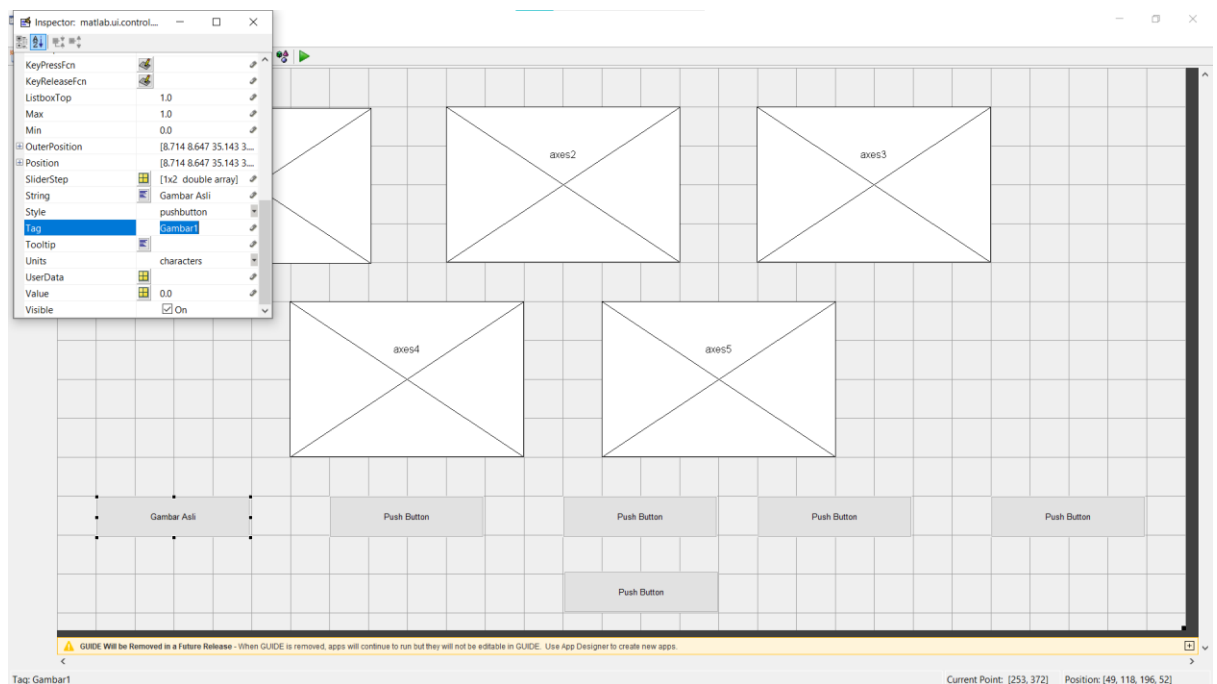 Inspector: matlab.ui.control....
KeyPressFcn
KeyReleaseFcn
ListboxTop 1.0
Max 1.0
Min 0.0
OuterPosition [8.714 8.647 35.143 3....
Position [8.714 8.647 35.143 3....
SliderStep [1x2 double array]
String Gambar Asli
Style pushbutton
Tag Gambar1
Tooltip
Units characters
UserData
Value 0.0
Visible On
axes2
axes3
axes4
axes5
Gambar Asli
Push Button
Push Button
Push Button
Push Button
Push Button
GUIDE Will be Removed in a Future Release - When GUIDE is removed, apps will continue to run but they will not be editable in GUIDE. Use App Designer to create new apps.
Tag: Gambar1
Current Point: [253, 372] Position: [49, 118, 196, 52]